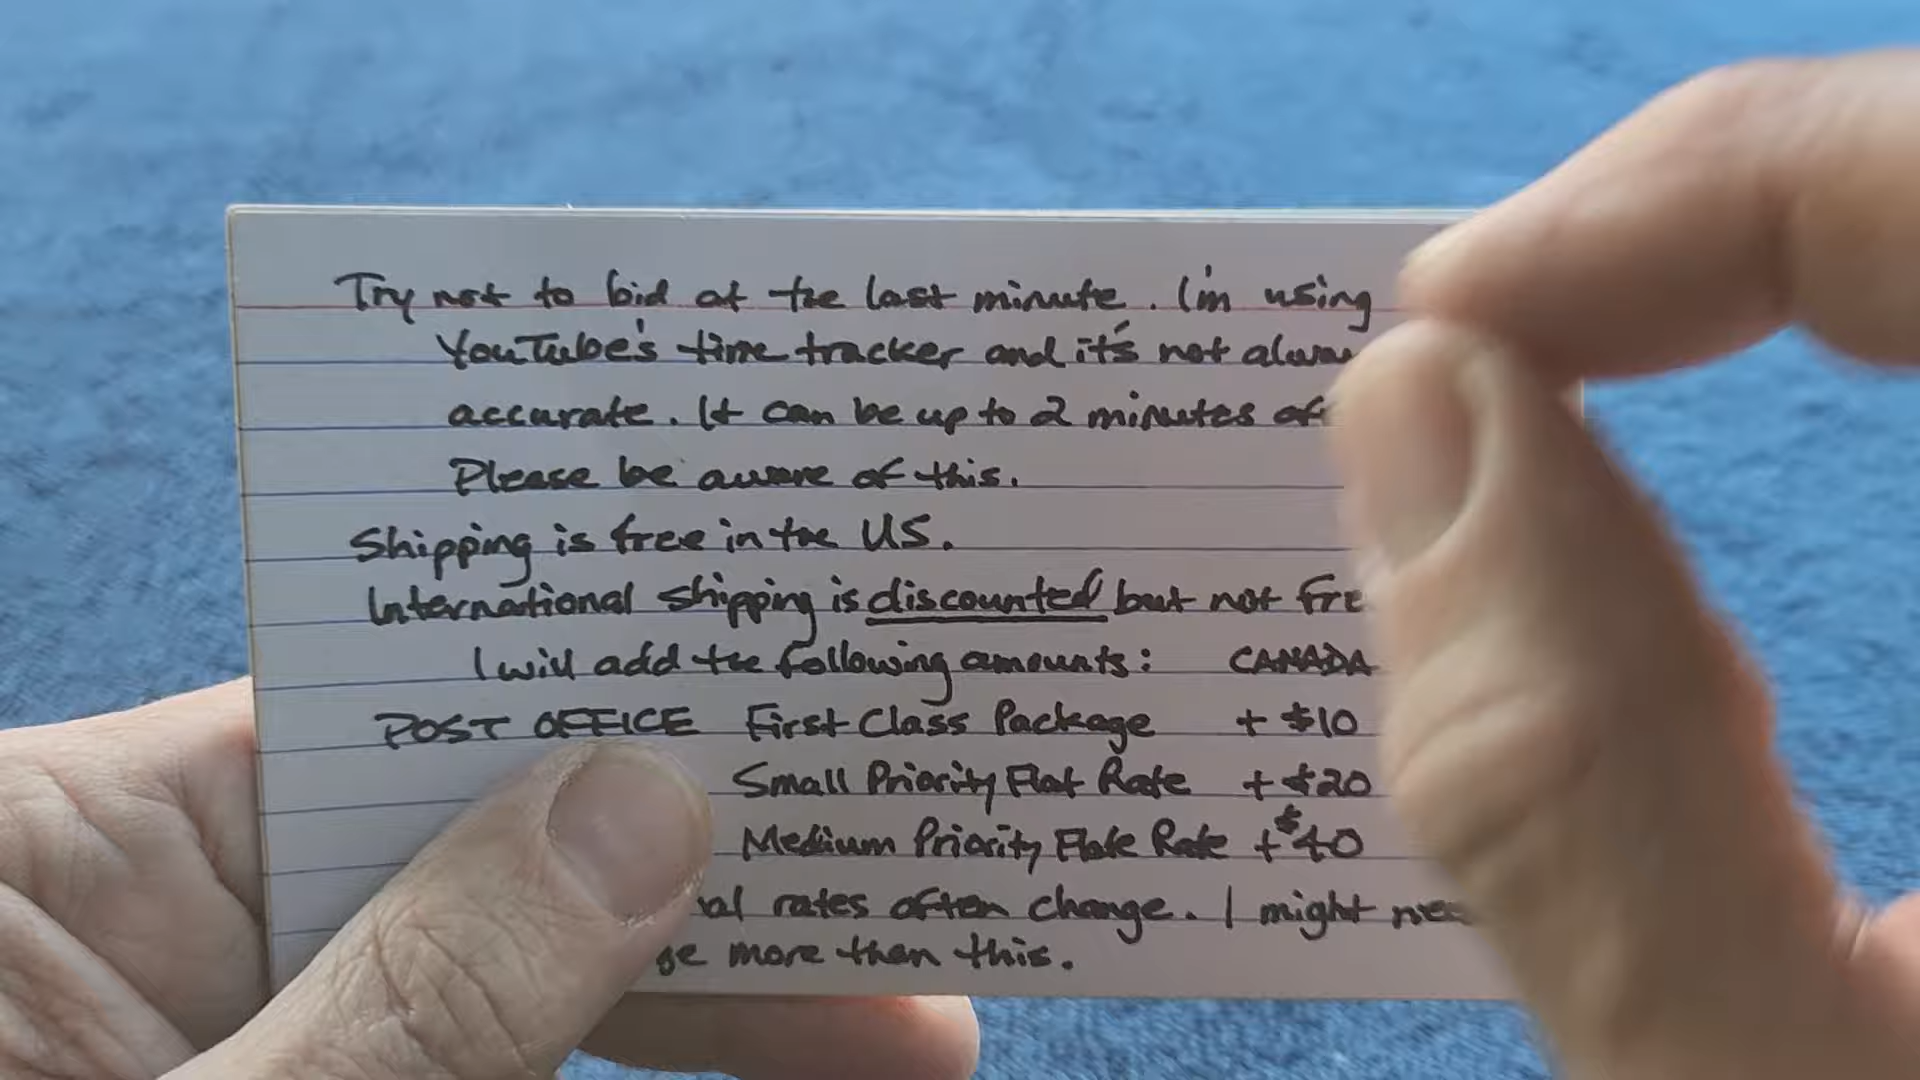 Try not to bid at the last minute. I'm using
YouTube's time tracker and it's not
accurate. It can be up to 2 minutes
Please be aware of this.
Shipping is free in the US.
International shipping is discounted but not
I will add the following amounts: CANADA
POST OFFICE First Class Package + $10
Small Priority Flat Rate + $20
Medium Priority Flate Rate + $40
rates often change. I might
more than this.